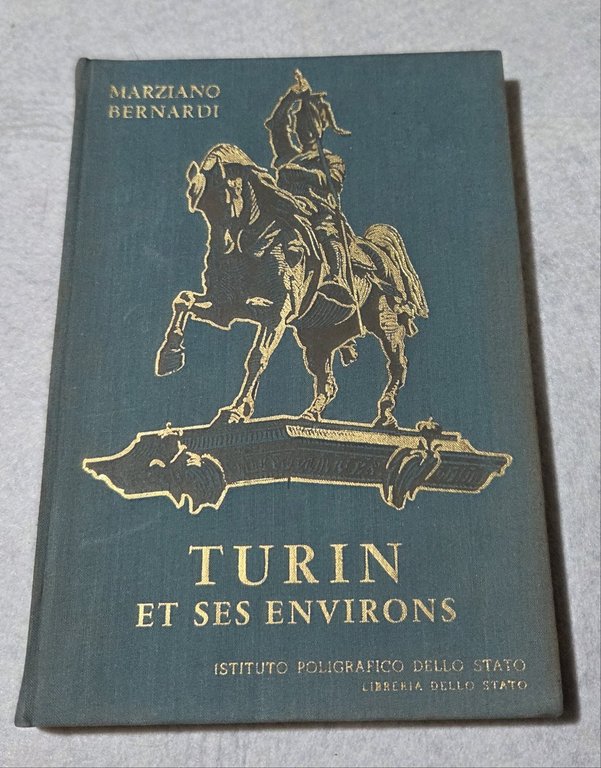 MARZIANO
BERNARDI
TURIN
ET SES ENVIRONS
ISTITUTO POLIGRAFICO DELLO STATO
LIBRERIA DELLO STATO